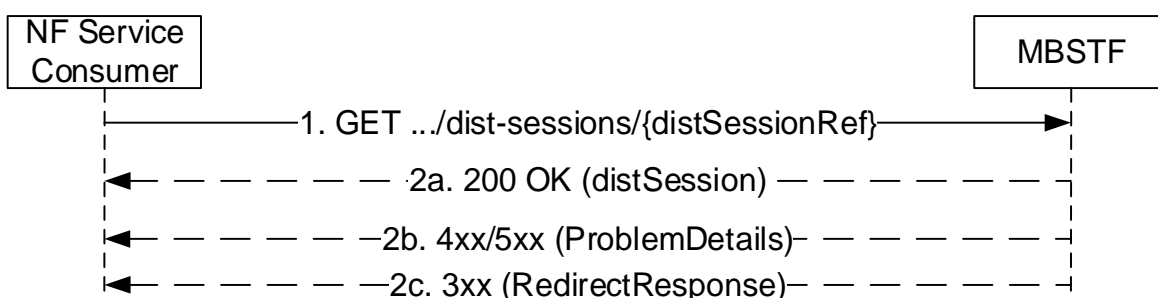 NF Service
Consumer
MBSTF
1. GET .../dist-sessions/{distSessionRef}
2a. 200 OK (distSession)
2b. 4xx/5xx (ProblemDetails)
2c. 3xx (RedirectResponse)